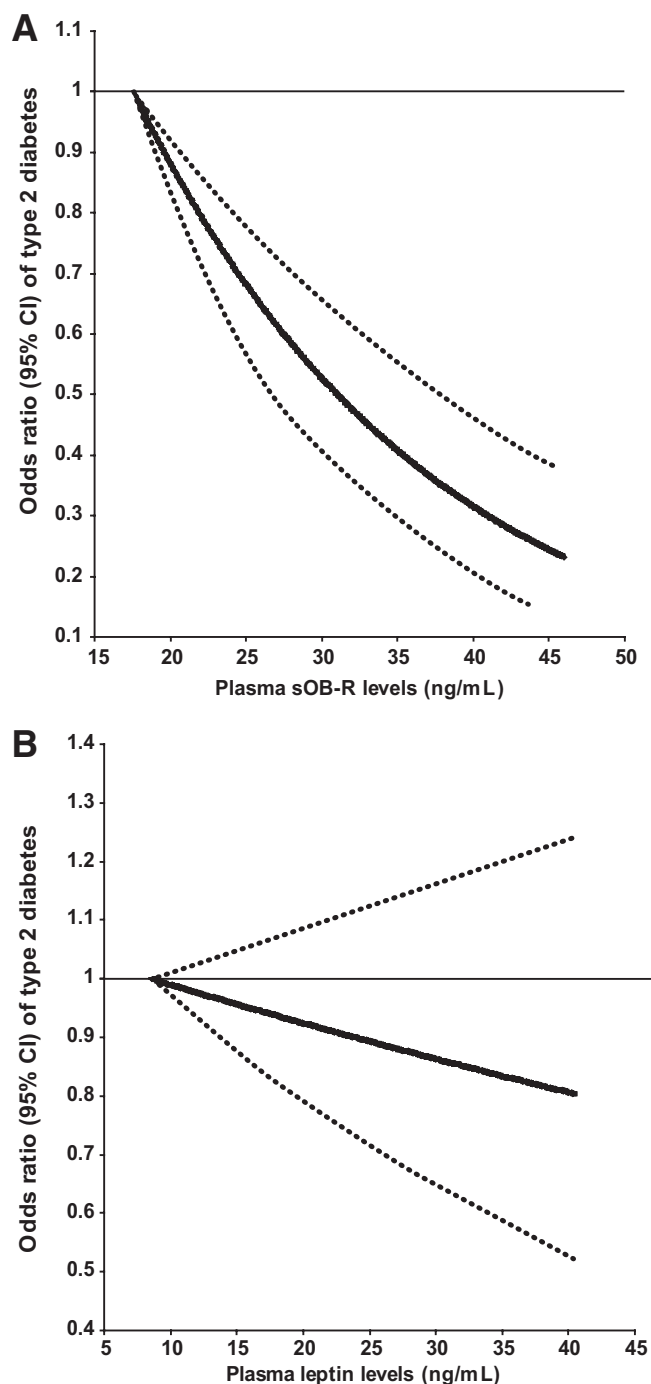 A
Odds ratio (95% CI) of type 2 diabetes
1.1
1
0.9
0.8
0.7
0.6
0.5
0.4
0.3
0.2
0.1
15 20 25 30 35 40 45 50
Plasma sOB-R levels (ng/mL)
B
Odds ratio (95% CI) of type 2 diabetes
1.4
1.3
1.2
1.1
1
0.9
0.8
0.7
0.6
0.5
0.4
5 10 15 20 25 30 35 40 45
Plasma leptin levels (ng/mL)